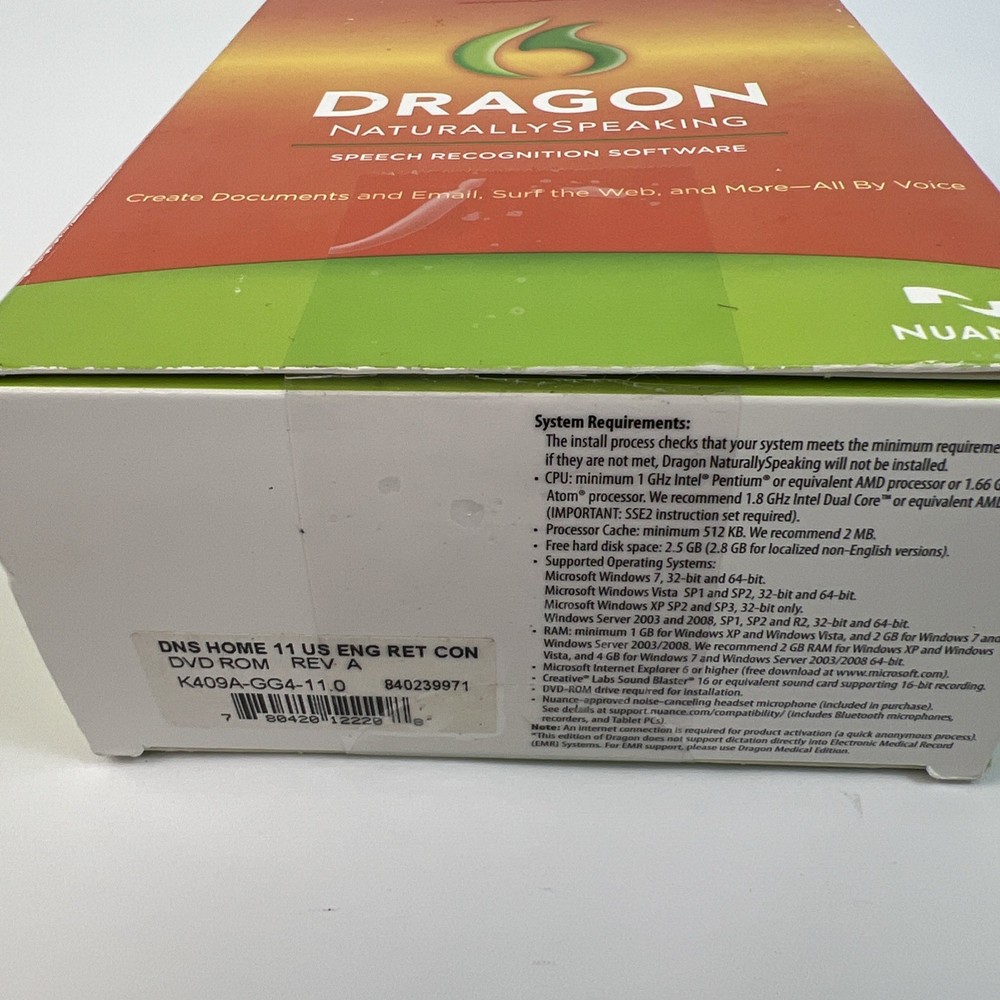 DRAGON
NATURALLYSPEAKING
SPEECH RECOGNITION SOFTWARE
Create Documents and Email, Surf the Web, and More—All By Voice
NUAN
System Requirements:
The install process checks that your system meets the minimum requireme
if they are not met, Dragon NaturallySpeaking will not be installed.
• CPU: minimum 1 GHz Intel® Pentium® or equivalent AMD processor or 1.66 G
Atom® processor. We recommend 1.8 GHz Intel Dual Core™ or equivalent AMD
(IMPORTANT: SSE2 instruction set required).
• Processor Cache: minimum 512 KB. We recommend 2 MB.
• Free hard disk space: 2.5 GB (2.8 GB for localized non-English versions).
• Supported Operating Systems:
Microsoft Windows 7, 32-bit and 64-bit.
Microsoft Windows Vista SP1 and SP2, 32-bit and 64-bit.
Microsoft Windows XP SP2 and SP3, 32-bit only.
Windows Server 2003 and 2008, SP1, SP2 and R2, 32-bit and 64-bit.
• RAM: minimum 1 GB for Windows XP and Windows Vista, and 2 GB for Windows 7 and
Windows Server 2003/2008. We recommend 2 GB RAM for Windows XP and Windows
Vista, and 4 GB for Windows 7 and Windows Server 2003/2008 64-bit.
• Microsoft Internet Explorer 6 or higher (free download at www.microsoft.com).
• Creative® Labs Sound Blaster® 16 or equivalent sound card supporting 16-bit recording.
• DVD-ROM drive required for installation.
• Nuance-approved noise-canceling headset microphone (included in purchase).
See details at support.nuance.com/compatibility/ (includes Bluetooth microphones,
recorders, and Tablet PCs).
Note: An internet connection is required for product activation (a quick anonymous process).
*This edition of Dragon does not support dictation directly into Electronic Medical Record
(EMR) Systems. For EMR support, please use Dragon Medical Edition.
DNS HOME 11 US ENG RET CON
DVD ROM REV A
K409A-GG4-11.0 840239971
7 80420 12220 8